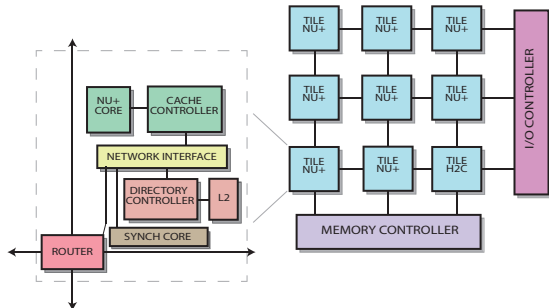 NU+
CORE
CACHE
CONTROLLER
NETWORK INTERFACE
DIRECTORY
CONTROLLER
L2
SYNCH CORE
ROUTER
TILE
NU+
TILE
NU+
TILE
NU+
TILE
NU+
TILE
NU+
TILE
NU+
TILE
NU+
TILE
NU+
TILE
H2C
MEMORY CONTROLLER
I/O CONTROLLER